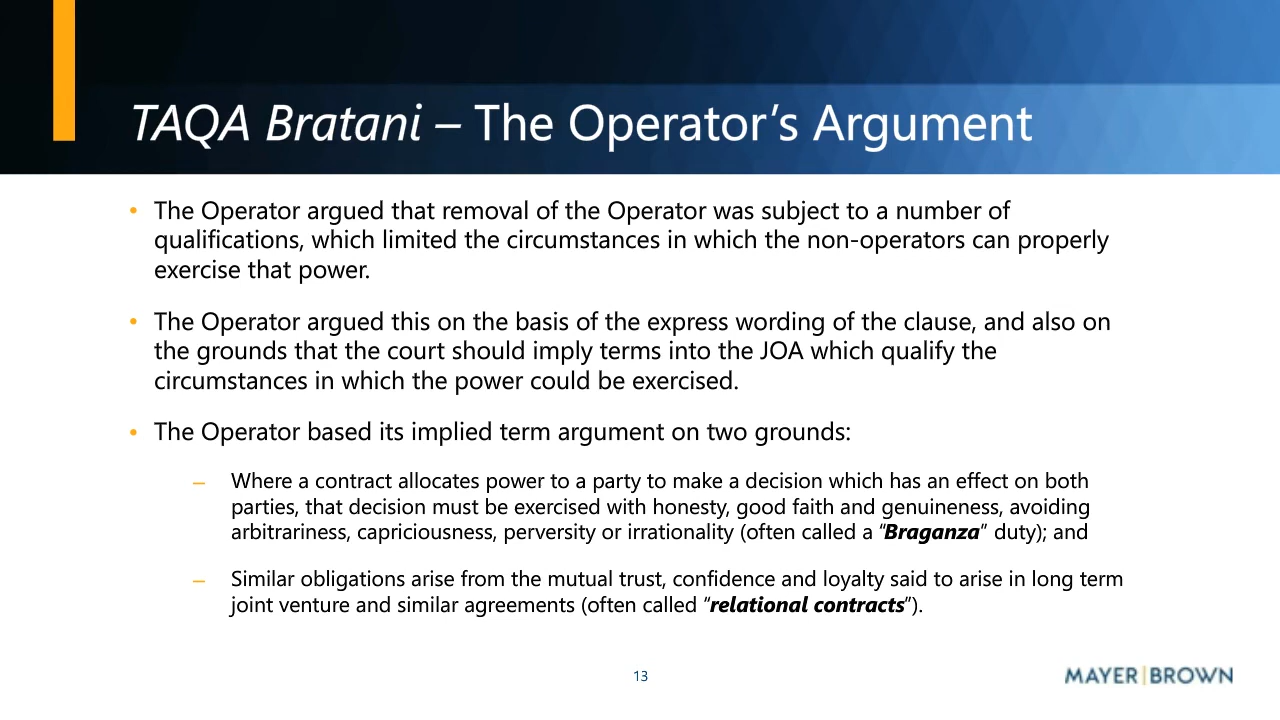 TAQA Bratani – The Operator’s Argument
• The Operator argued that removal of the Operator was subject to a number of
qualifications, which limited the circumstances in which the non-operators can properly
exercise that power.
• The Operator argued this on the basis of the express wording of the clause, and also on
the grounds that the court should imply terms into the JOA which qualify the
circumstances in which the power could be exercised.
• The Operator based its implied term argument on two grounds:
– Where a contract allocates power to a party to make a decision which has an effect on both
parties, that decision must be exercised with honesty, good faith and genuineness, avoiding
arbitrariness, capriciousness, perversity or irrationality (often called a “Braganza” duty); and
– Similar obligations arise from the mutual trust, confidence and loyalty said to arise in long term
joint venture and similar agreements (often called “relational contracts”).
13
MAYER|BROWN